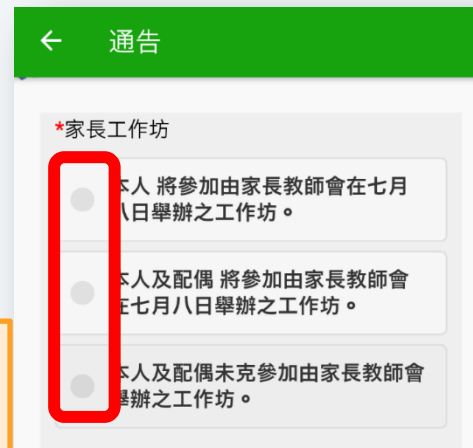 通告
*家長工作坊
本人 將參加由家長教師會在七月
八日舉辦之工作坊。
本人及配偶 將參加由家長教師會
在七月八日舉辦之工作坊。
本人及配偶未克參加由家長教師會
舉辦之工作坊。